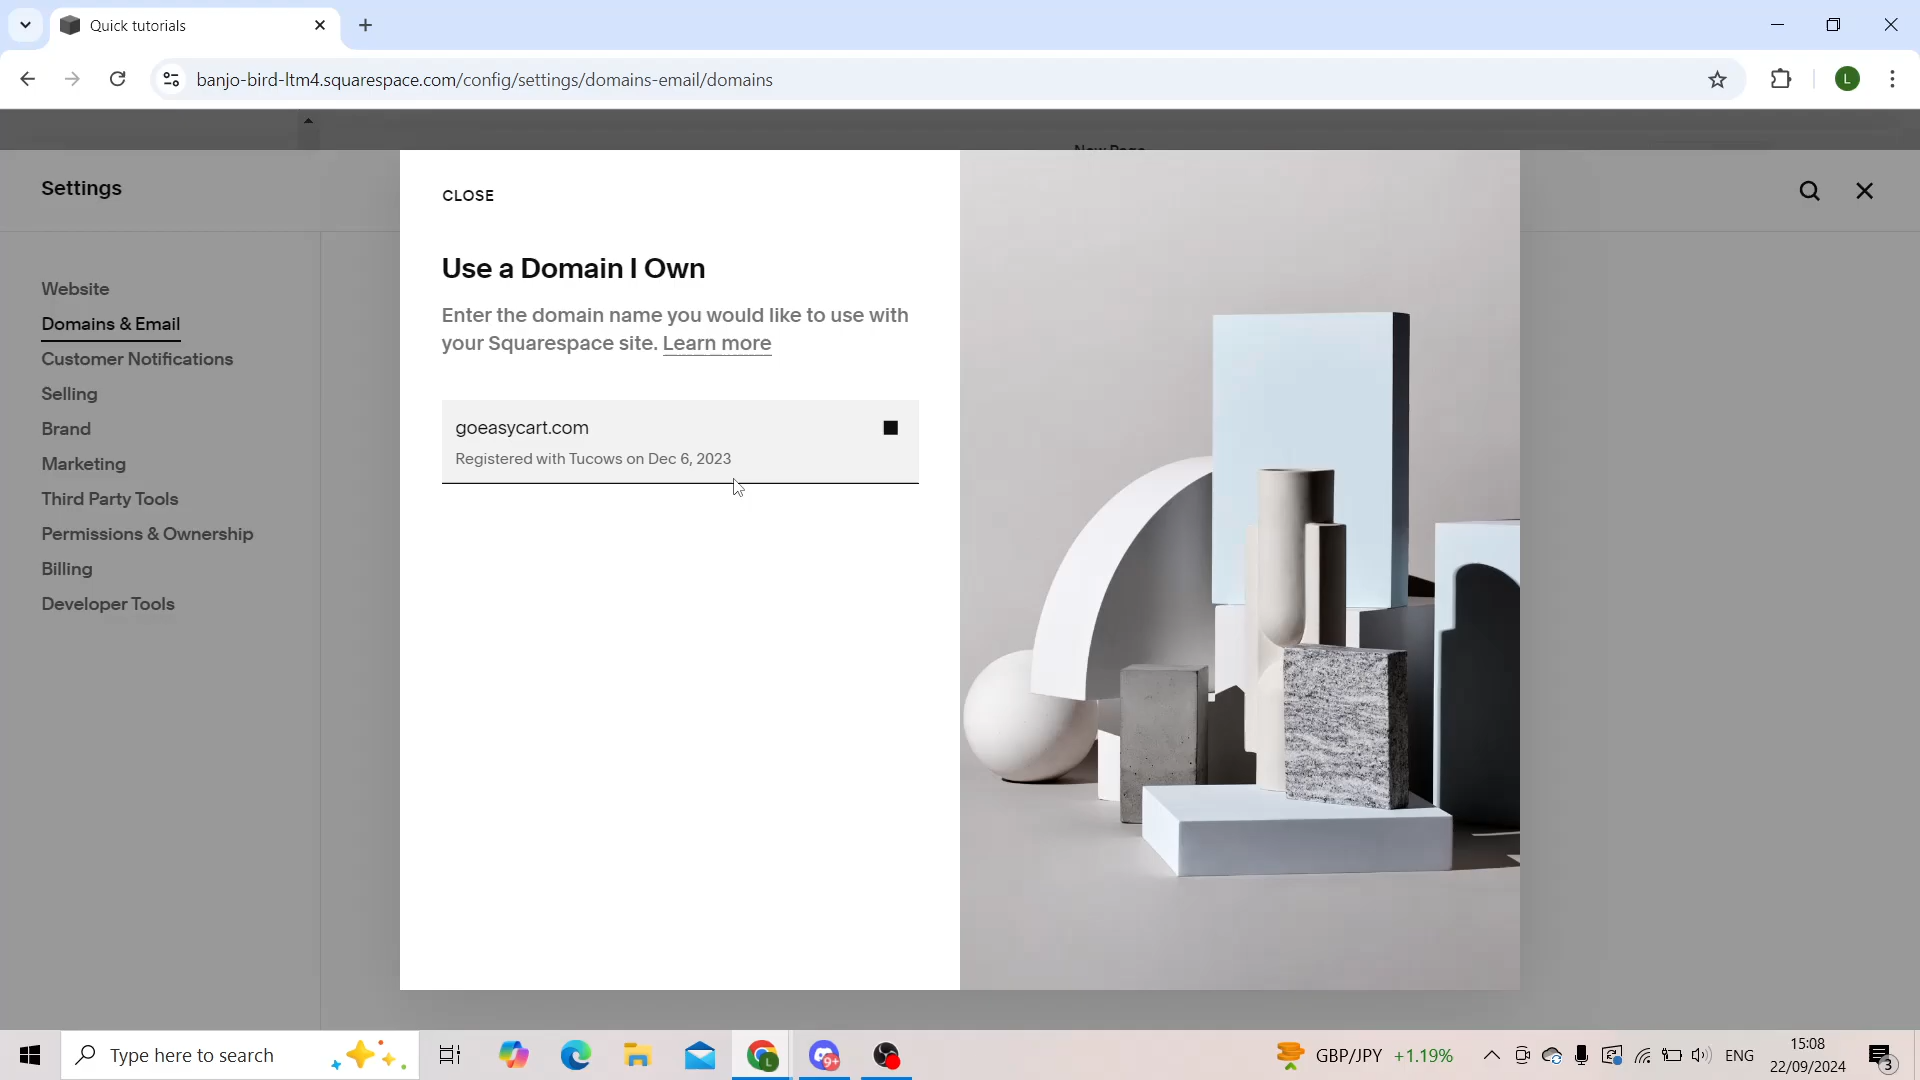 Quick tutorials
banjo-bird-ltm4.squarespace.com/config/settings/domains-email/domains
L
Settings
Website
Domains & Email
Customer Notifications
Selling
Brand
Marketing
Third Party Tools
Permissions & Ownership
Billing
Developer Tools
CLOSE
Use a Domain I Own
Enter the domain name you would like to use with
your Squarespace site. Learn more
goeasycart.com
Registered with Tucows on Dec 6, 2023
Type here to search
9+
GBP/JPY +1.19%
ENG
15:08
22/09/2024
3